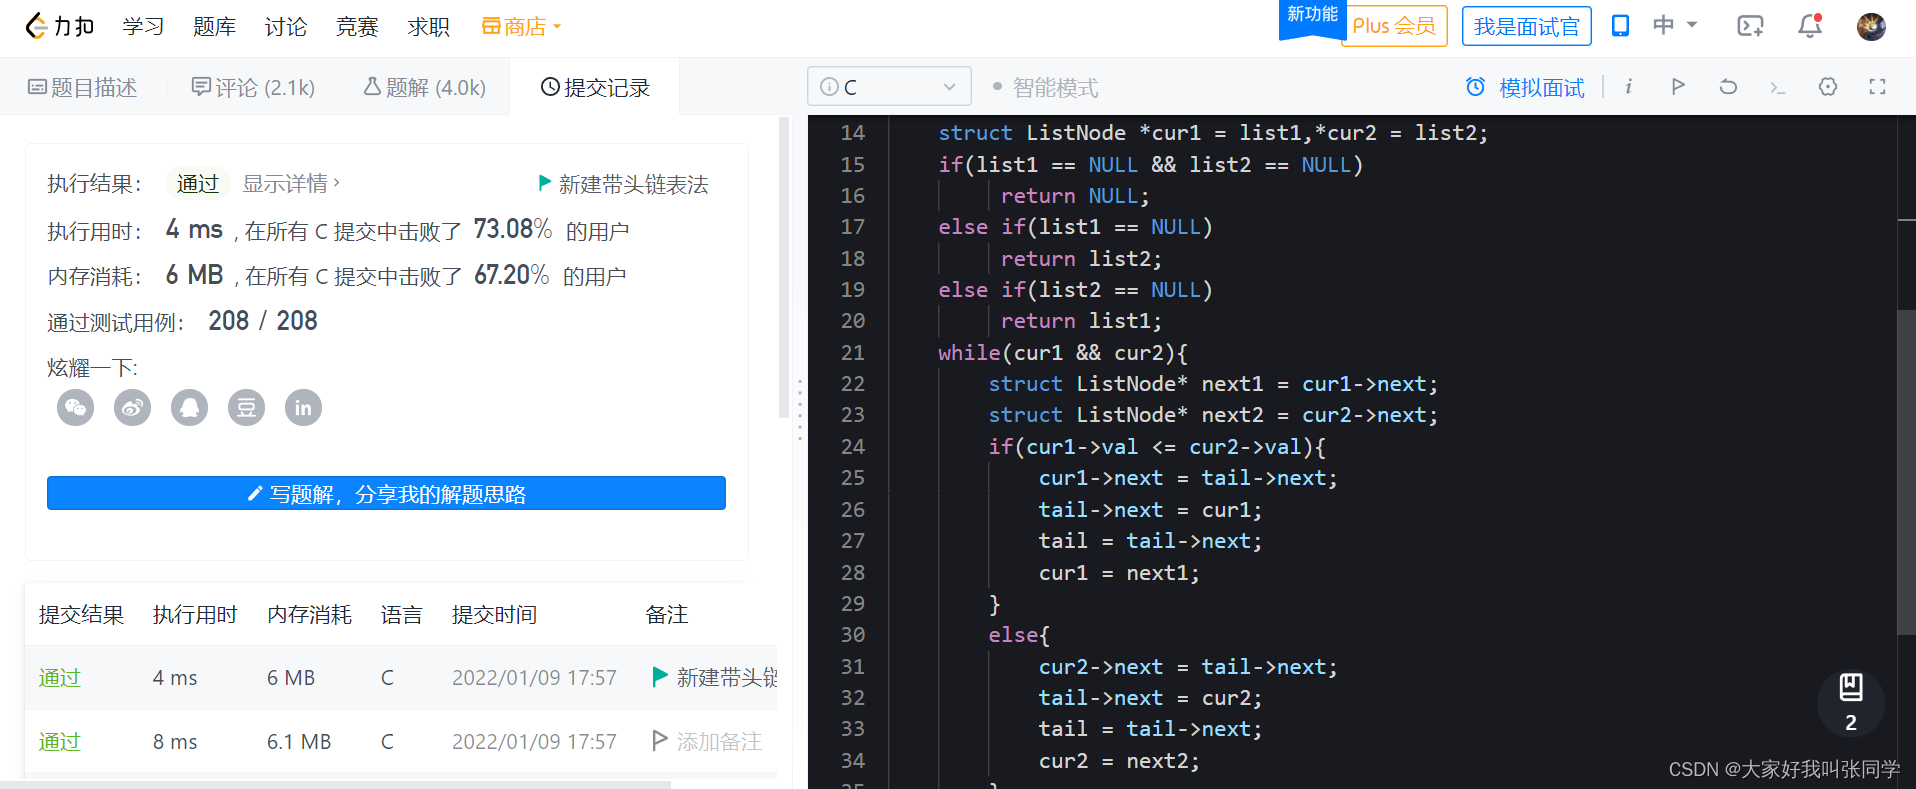 力扣 学习 题库 讨论 竞赛 求职 商店 新功能 Plus 会员 我是面试官 中
题目描述 评论 (2.1k) 题解 (4.0k) 提交记录
C 智能模式 模拟面试
执行结果： 通过 显示详情 › 新建带头链表法
执行用时： 4 ms , 在所有 C 提交中击败了 73.08% 的用户
内存消耗： 6 MB , 在所有 C 提交中击败了 67.20% 的用户
通过测试用例： 208 / 208
炫耀一下:
写题解，分享我的解题思路
提交结果 执行用时 内存消耗 语言 提交时间 备注
通过 4 ms 6 MB C 2022/01/09 17:57 新建带头链
通过 8 ms 6.1 MB C 2022/01/09 17:57 添加备注
14 struct ListNode *cur1 = list1,*cur2 = list2;
15 if(list1 == NULL && list2 == NULL)
16 return NULL;
17 else if(list1 == NULL)
18 return list2;
19 else if(list2 == NULL)
20 return list1;
21 while(cur1 && cur2){
22 struct ListNode* next1 = cur1->next;
23 struct ListNode* next2 = cur2->next;
24 if(cur1->val <= cur2->val){
25 cur1->next = tail->next;
26 tail->next = cur1;
27 tail = tail->next;
28 cur1 = next1;
29 }
30 else{
31 cur2->next = tail->next;
32 tail->next = cur2;
33 tail = tail->next;
34 cur2 = next2;
35 }
2
CSDN @大家好我叫张同学